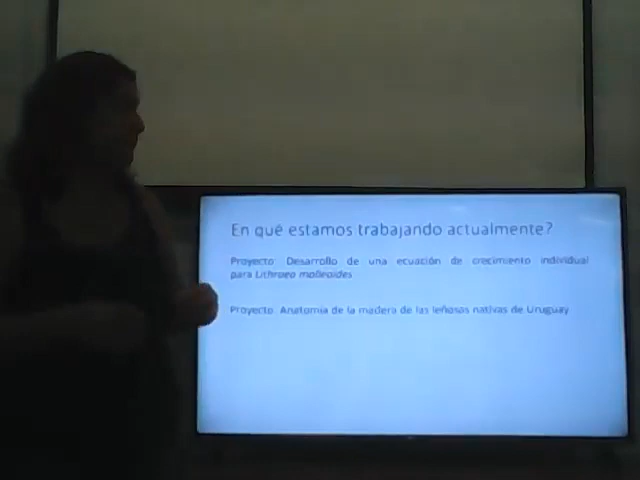 En qué estamos trabajando actualmente?
Proyecto: Desarrollo de una ecuación de crecimiento individual
para Lithraea molleoides
Proyecto: Anatomía de la madera de las leñosas nativas de Uruguay